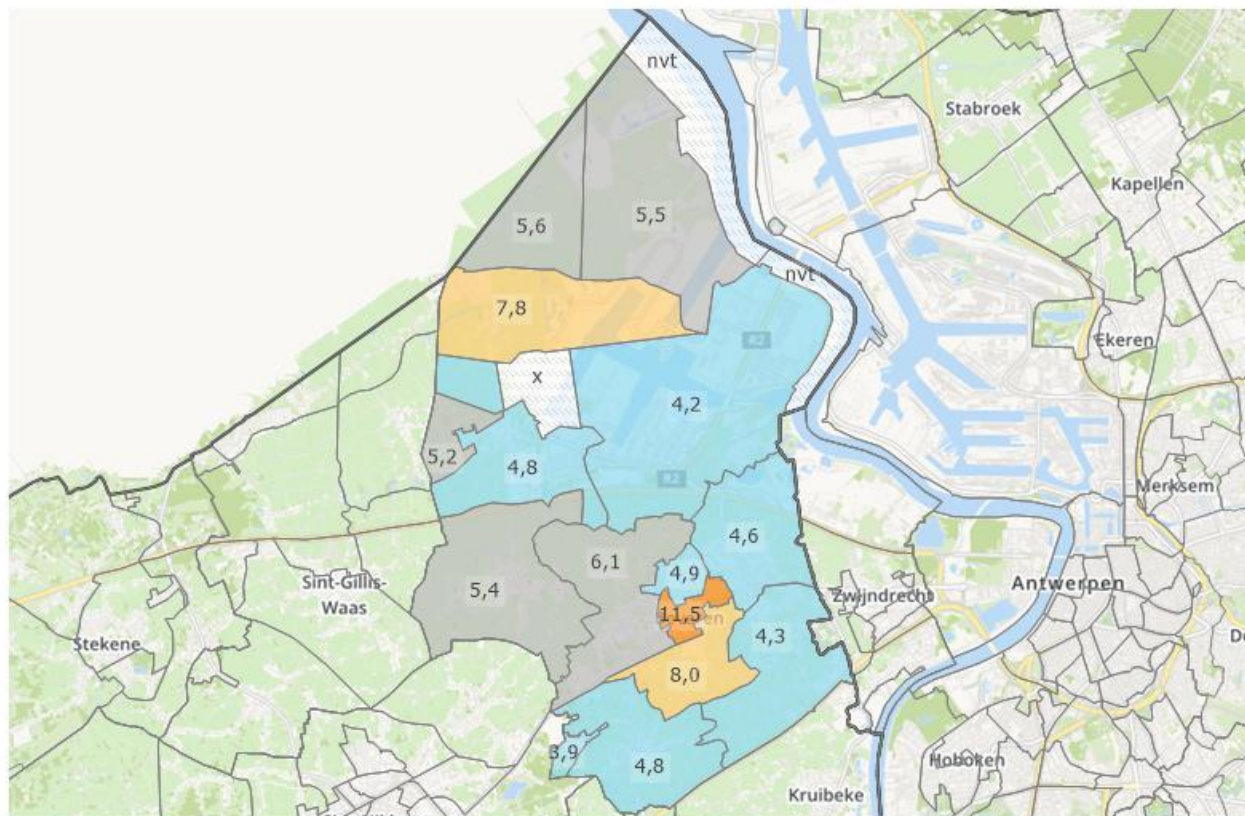 nvt
Stabroek
Kapellen
5,6
5,5
nvt
7,8
R2
Ekeren
x
4,2
5,2
4,8
R2
Merksem
4,6
6,1
4,9
Sint-Gillis-
Waas
5,4
Antwerpen
Zwijndrecht
11,5
Stekene
4,3
8,0
3,9
4,8
Hoboken
Kruibeke